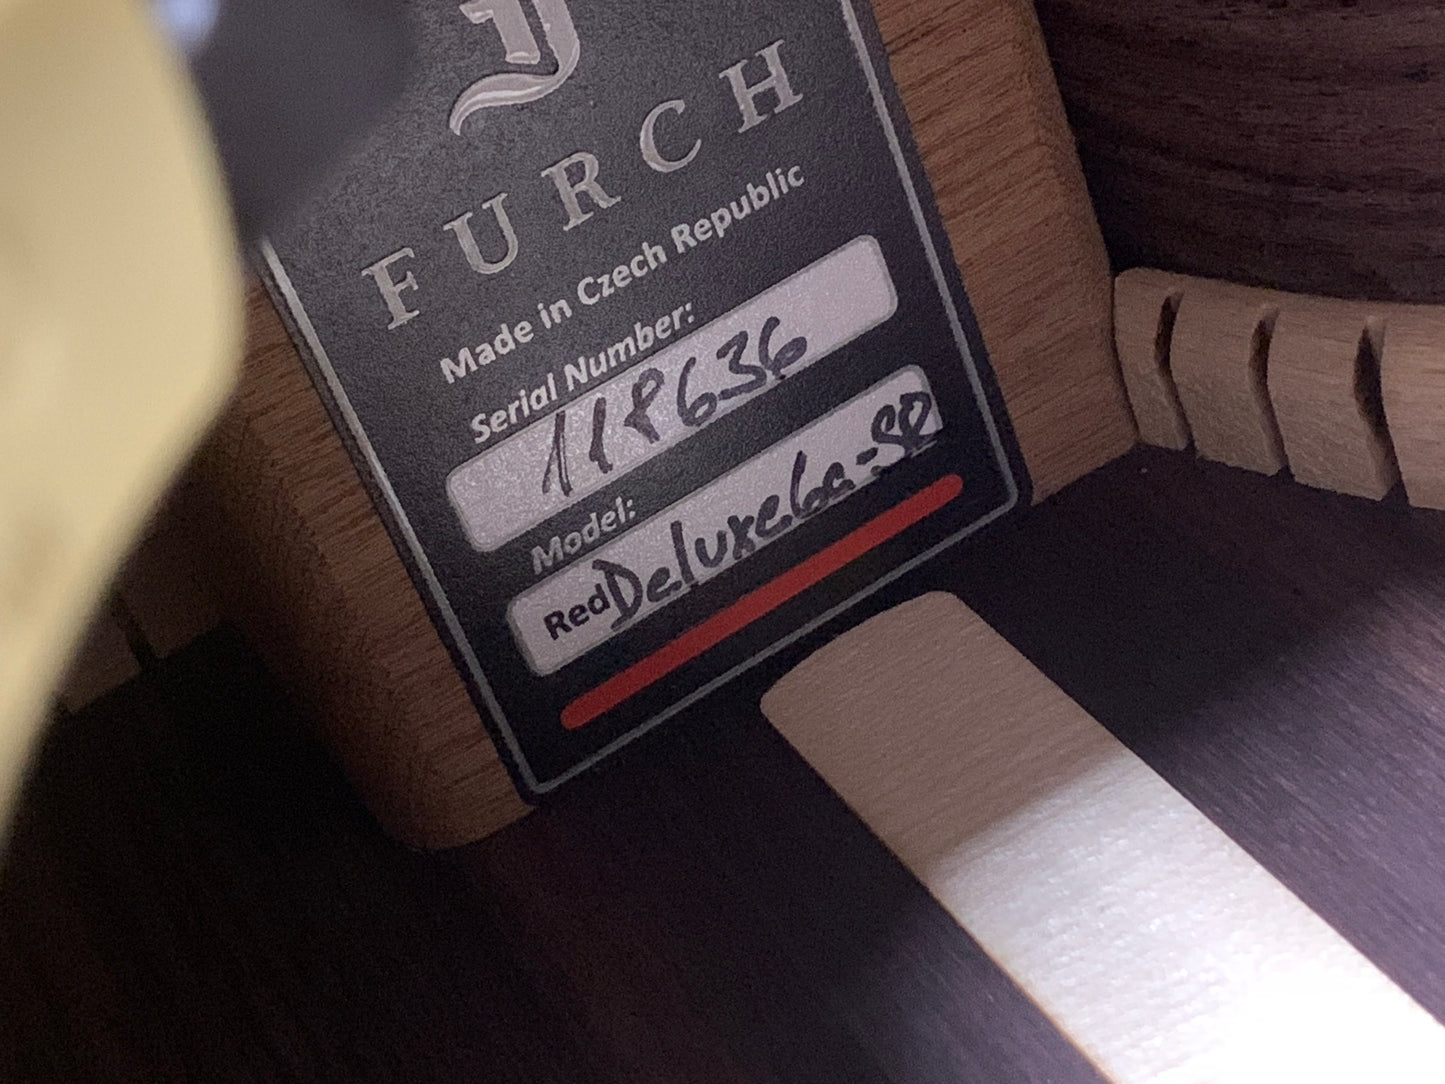 FURCH
Made in Czech Republic
Serial Number:
118636
Model:
Red Deluxe Gc-SR